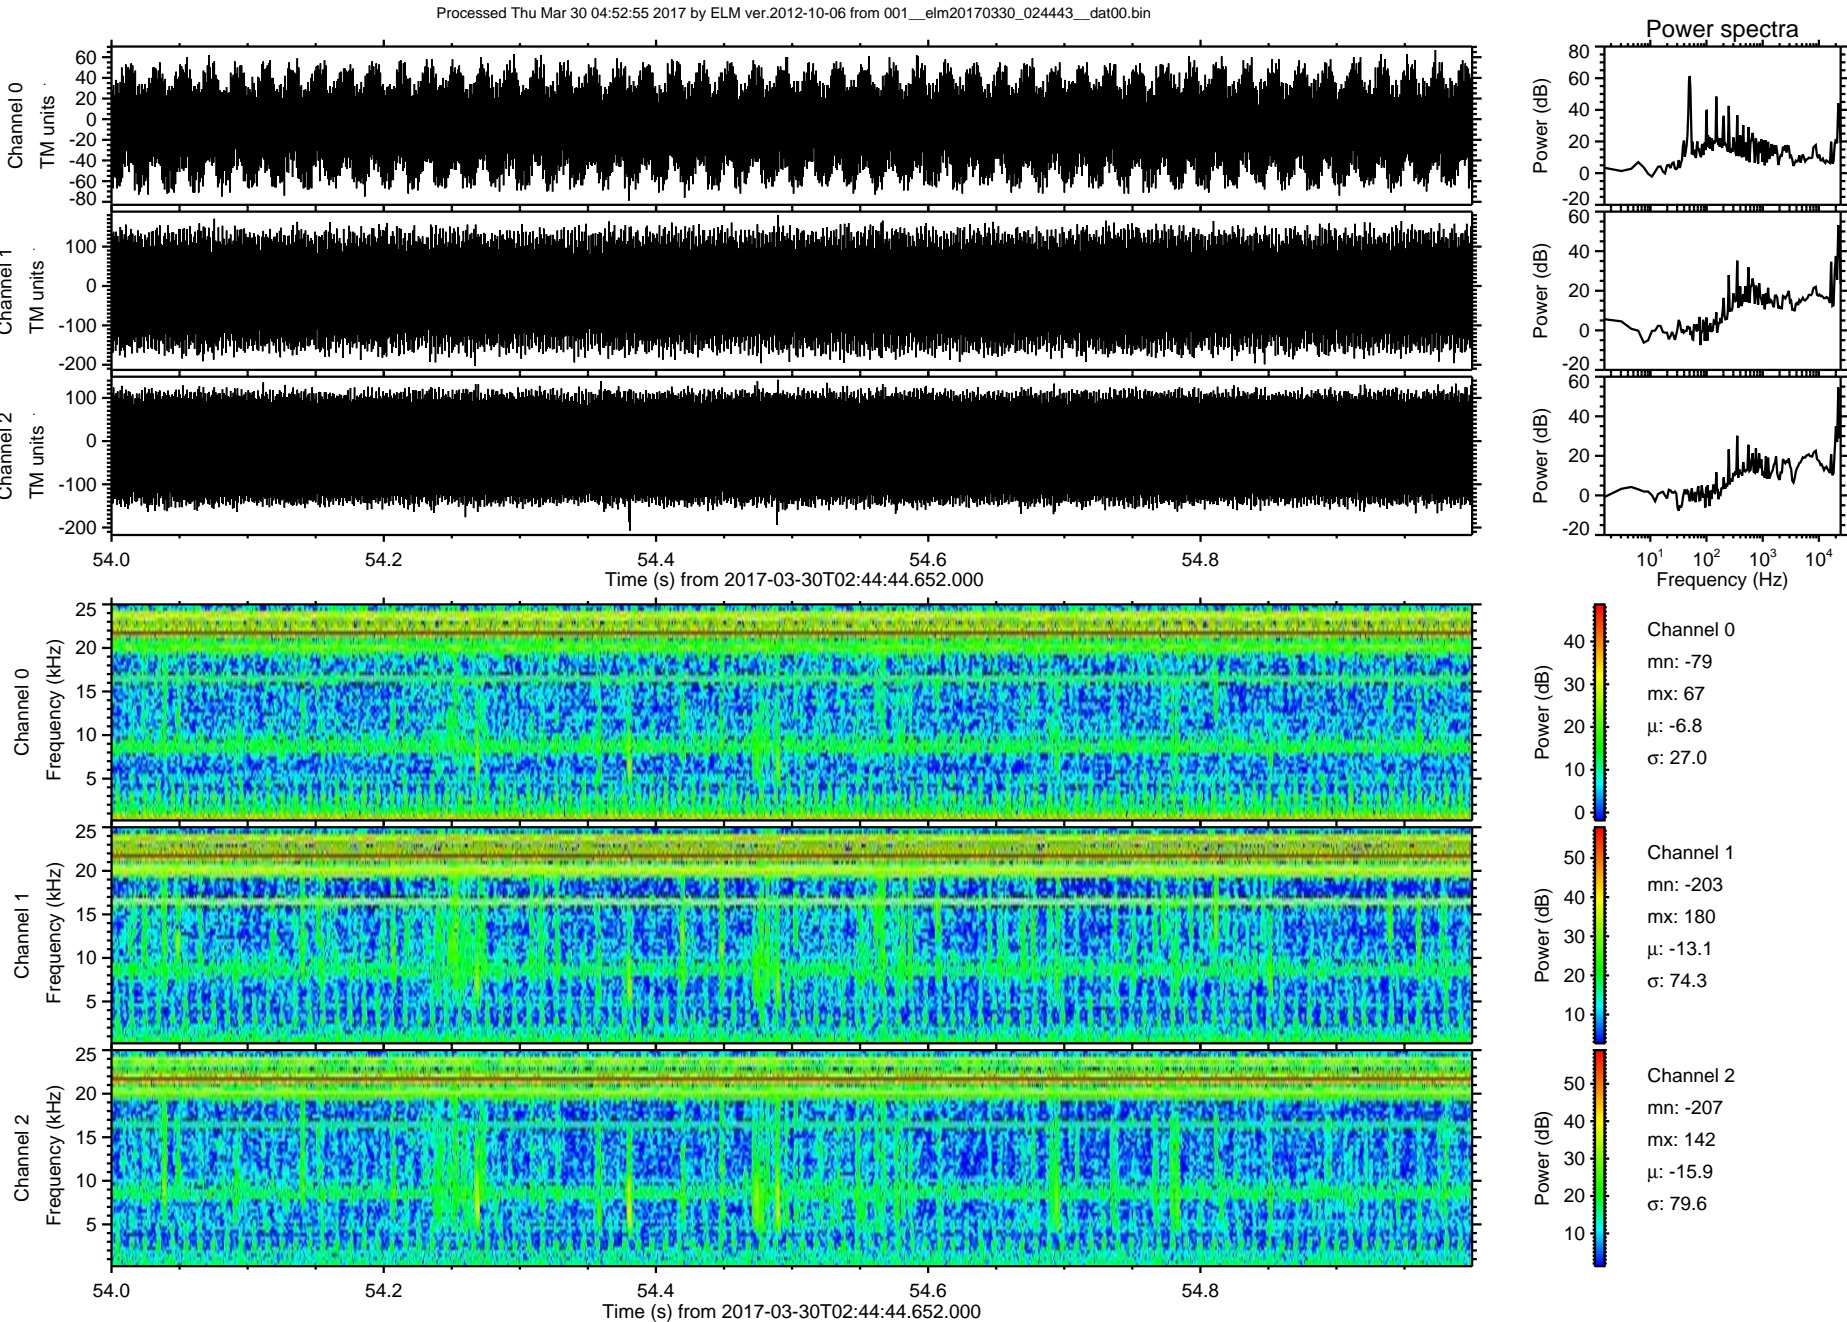 Processed Thu Mar 30 04:52:55 2017 by ELM ver.2012-10-06 from 001__elm20170330_024443__dat00.bin
Power spectra
Channel 0
TM units
60
40
20
0
-20
-40
-60
-80
Power (dB)
80
60
40
20
0
-20
Channel 1
TM units
100
0
-100
-200
Power (dB)
60
40
20
0
-20
Channel 2
TM units
100
0
-100
-200
Power (dB)
60
40
20
0
-20
54.0 54.2 54.4 54.6 54.8
Time (s) from 2017-03-30T02:44:44.652.000
10^1 10^2 10^3 10^4
Frequency (Hz)
Channel 0
Frequency (kHz)
25
20
15
10
5
Power (dB)
40
30
20
10
0
Channel 0
mn: -79
mx: 67
μ: -6.8
σ: 27.0
Channel 1
Frequency (kHz)
25
20
15
10
5
Power (dB)
50
40
30
20
10
Channel 1
mn: -203
mx: 180
μ: -13.1
σ: 74.3
Channel 2
Frequency (kHz)
25
20
15
10
5
Power (dB)
50
40
30
20
10
Channel 2
mn: -207
mx: 142
μ: -15.9
σ: 79.6
54.0 54.2 54.4 54.6 54.8
Time (s) from 2017-03-30T02:44:44.652.000